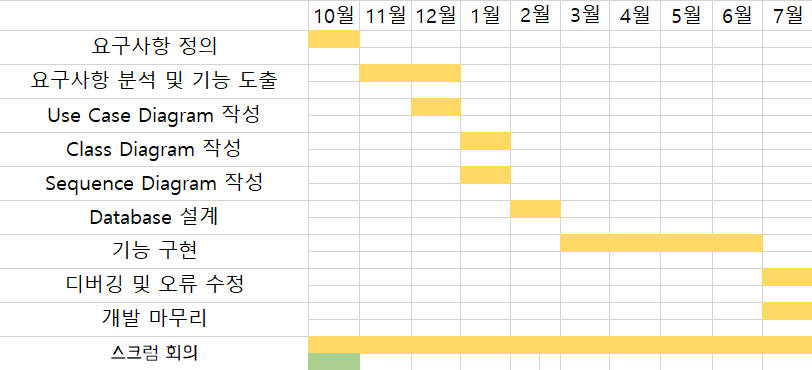 10월 11월 12월 1월 2월 3월 4월 5월 6월 7월
요구사항 정의
요구사항 분석 및 기능 도출
Use Case Diagram 작성
Class Diagram 작성
Sequence Diagram 작성
Database 설계
기능 구현
디버깅 및 오류 수정
개발 마무리
스크럼 회의